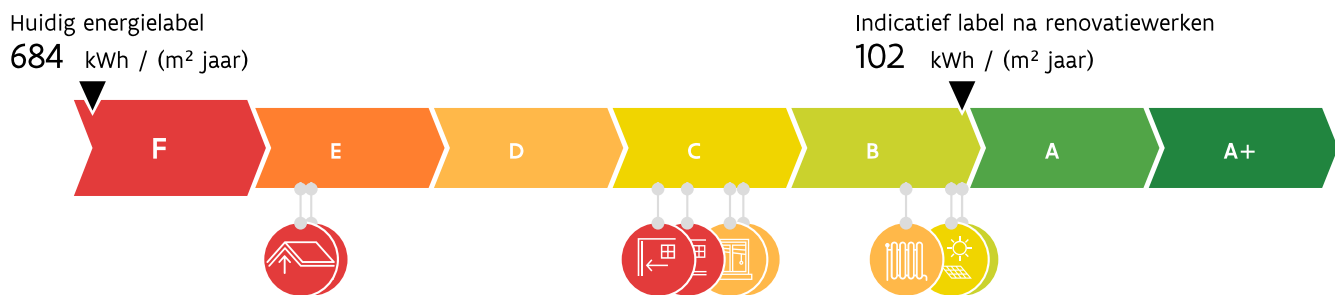 Huidig energielabel
684 kWh / (m² jaar)
Indicatief label na renovatiewerken
102 kWh / (m² jaar)
F E D C B A A+